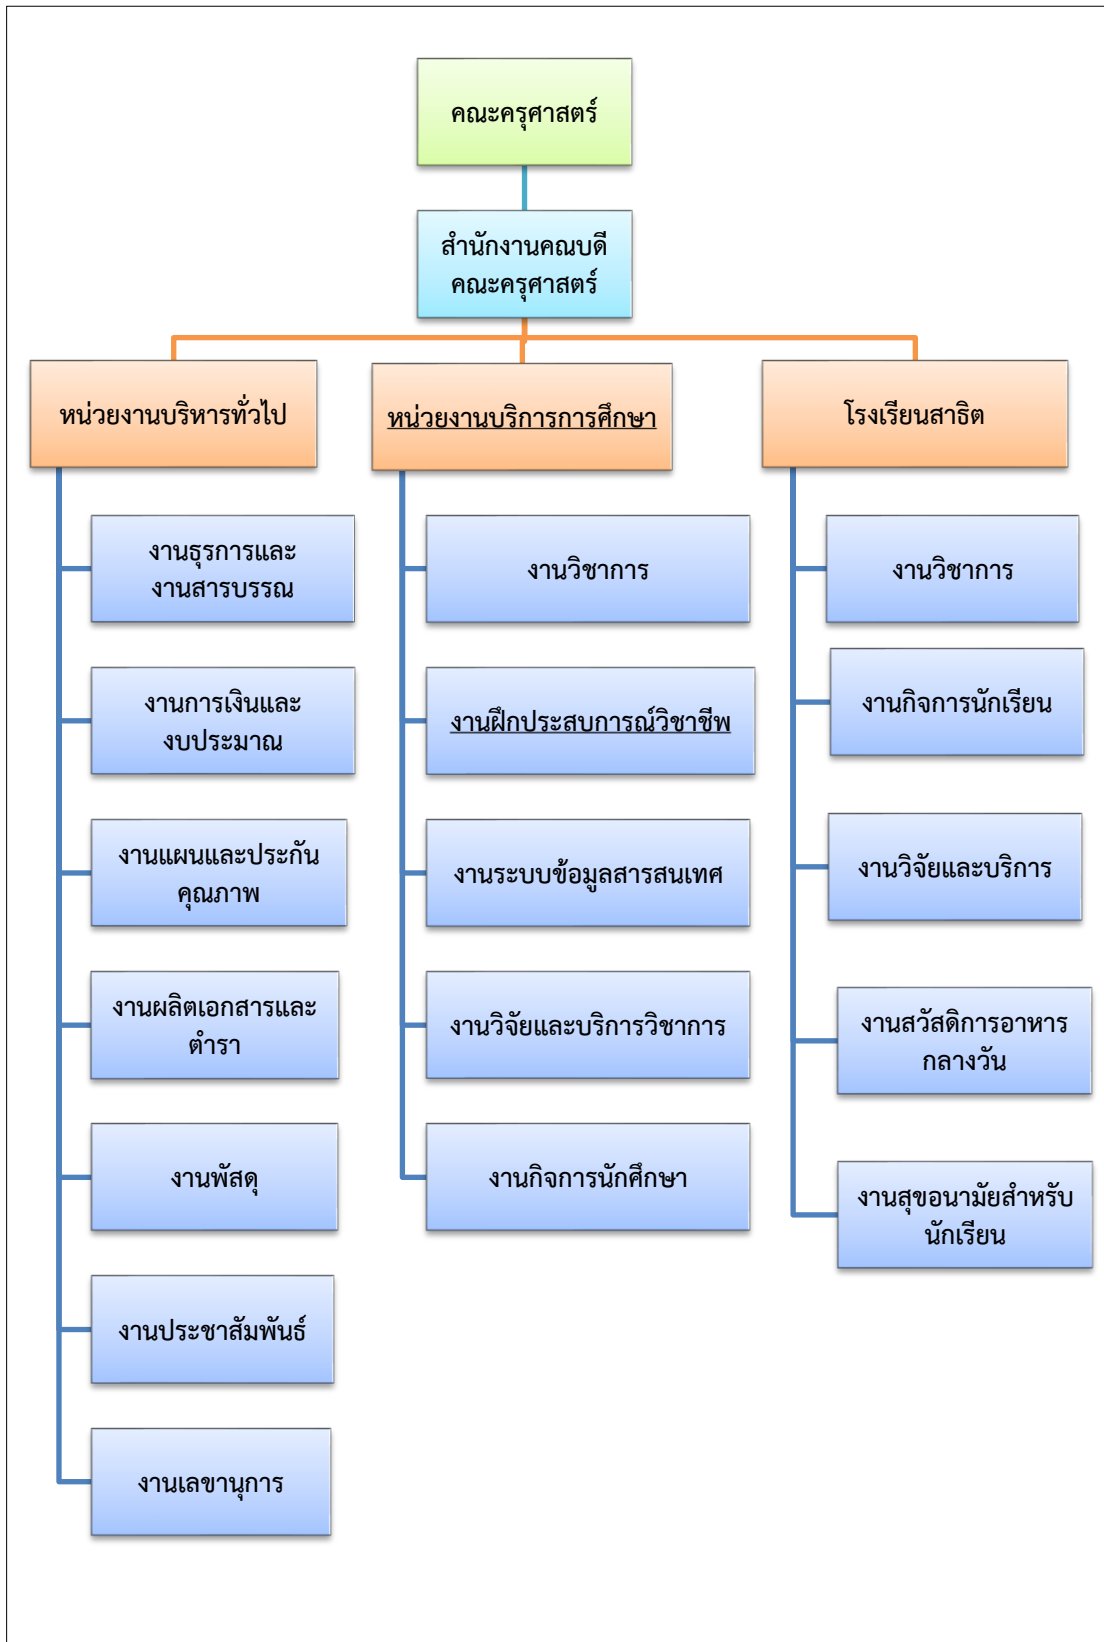 คณะครุศาสตร์
สำนักงานคณบดี
คณะครุศาสตร์
หน่วยงานบริหารทั่วไป
งานธุรการและ
งานสารบรรณ
งานการเงินและ
งบประมาณ
งานแผนและประกัน
คุณภาพ
งานผลิตเอกสารและ
ตำรา
งานพัสดุ
งานประชาสัมพันธ์
งานเลขานุการ
หน่วยงานบริการการศึกษา
งานวิชาการ
งานฝึกประสบการณ์วิชาชีพ
งานระบบข้อมูลสารสนเทศ
งานวิจัยและบริการวิชาการ
งานกิจการนักศึกษา
โรงเรียนสาธิต
งานวิชาการ
งานกิจการนักเรียน
งานวิจัยและบริการ
งานสวัสดิการอาหาร
กลางวัน
งานสุขอนามัยสำหรับ
นักเรียน